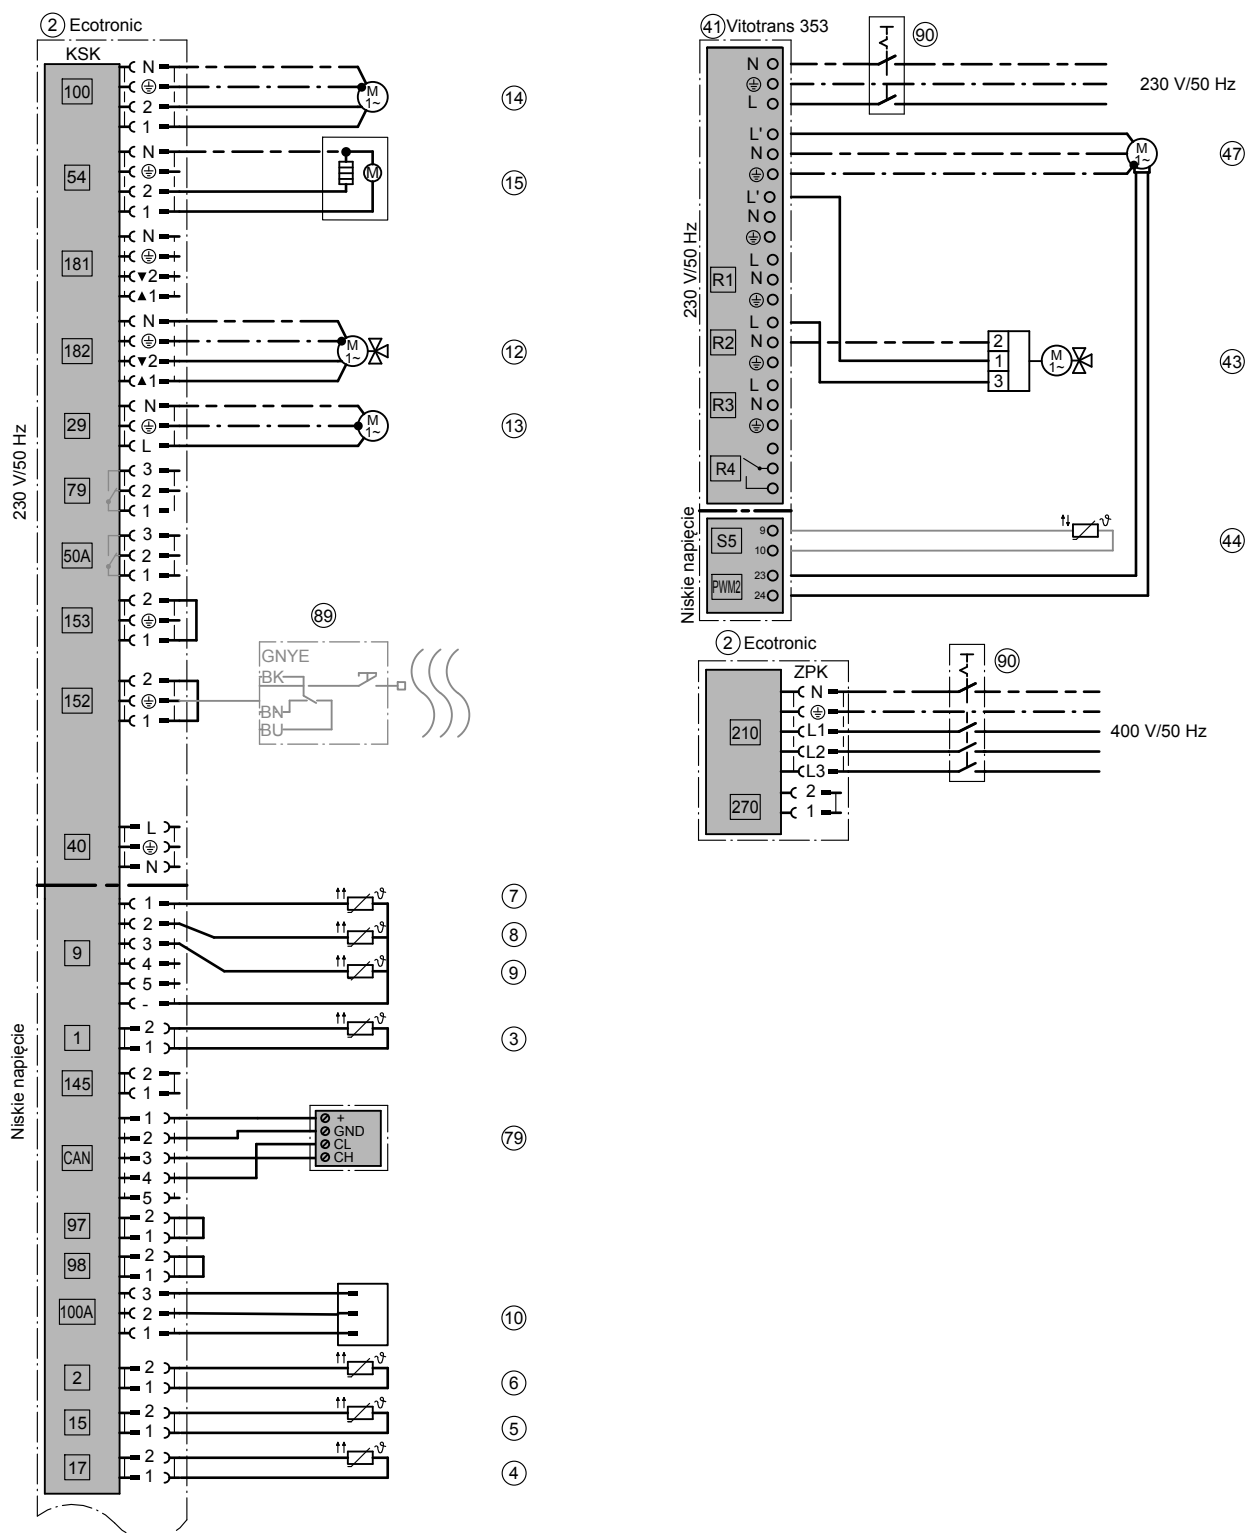 2 Ecotronic
KSK
230 V/50 Hz
100
N
2
1
M
1~
14
54
N
2
1
M
15
181
N
▼2
▲1
182
N
▼2
▲1
M
1~
12
29
N
L
M
1~
13
79
3
2
1
50A
3
2
1
153
2
1
89
152
2
1
GNYE
BK
BN
BU
40
L
N
Niskie napięcie
9
1
2
3
4
5
-
ϑ
7
ϑ
8
ϑ
9
1
2
1
ϑ
3
145
2
1
CAN
1
2
3
4
5
+
GND
CL
CH
79
97
2
1
98
2
1
100A
3
2
1
10
2
2
1
ϑ
6
15
2
1
ϑ
5
17
2
1
ϑ
4
41 Vitotrans 353
90
230 V/50 Hz
N
L
230 V/50 Hz
L'
N
M
1~
47
L'
N
R1
L
N
R2
L
N
2
1
3
M
1~
43
R3
L
N
R4
Niskie napięcie
S5
9
10
ϑ
44
PWM2
23
24
2 Ecotronic
ZPK
90
210
N
L1
L2
L3
400 V/50 Hz
270
2
1